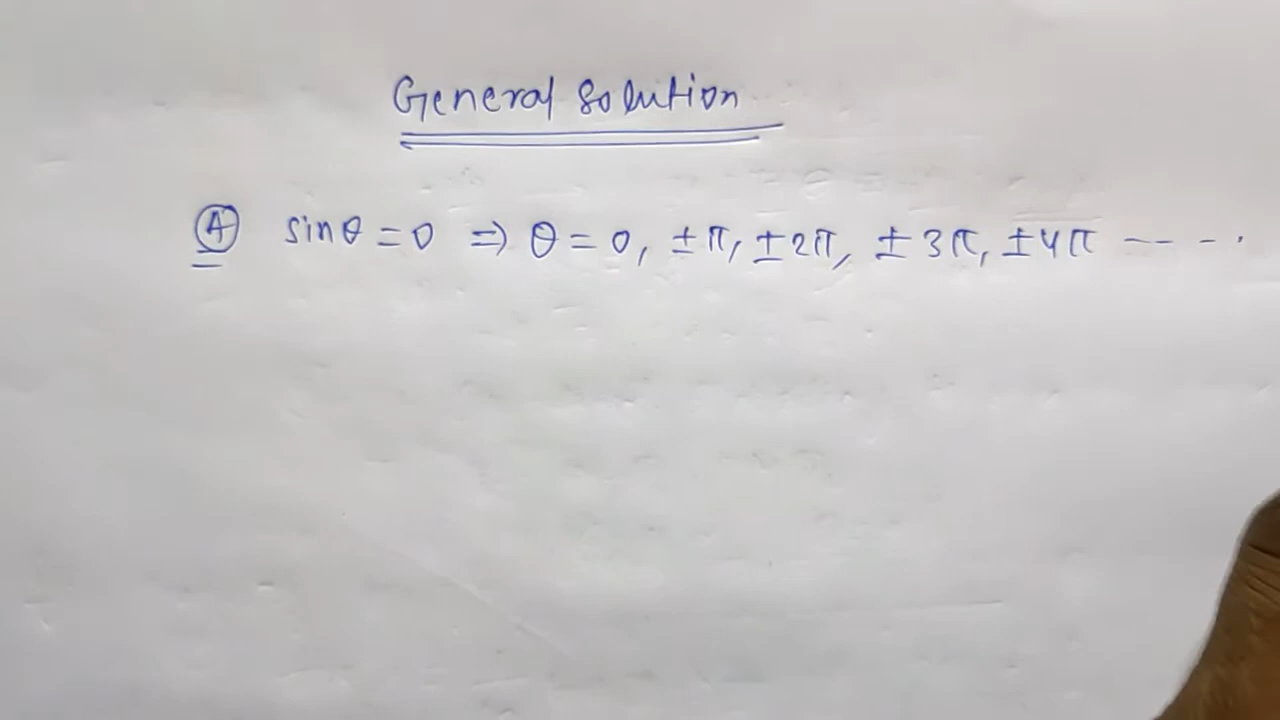 General solution
Ⓐ sinθ = 0 ⇒ θ = 0, ±π, ±2π, ±3π, ±4π ----.